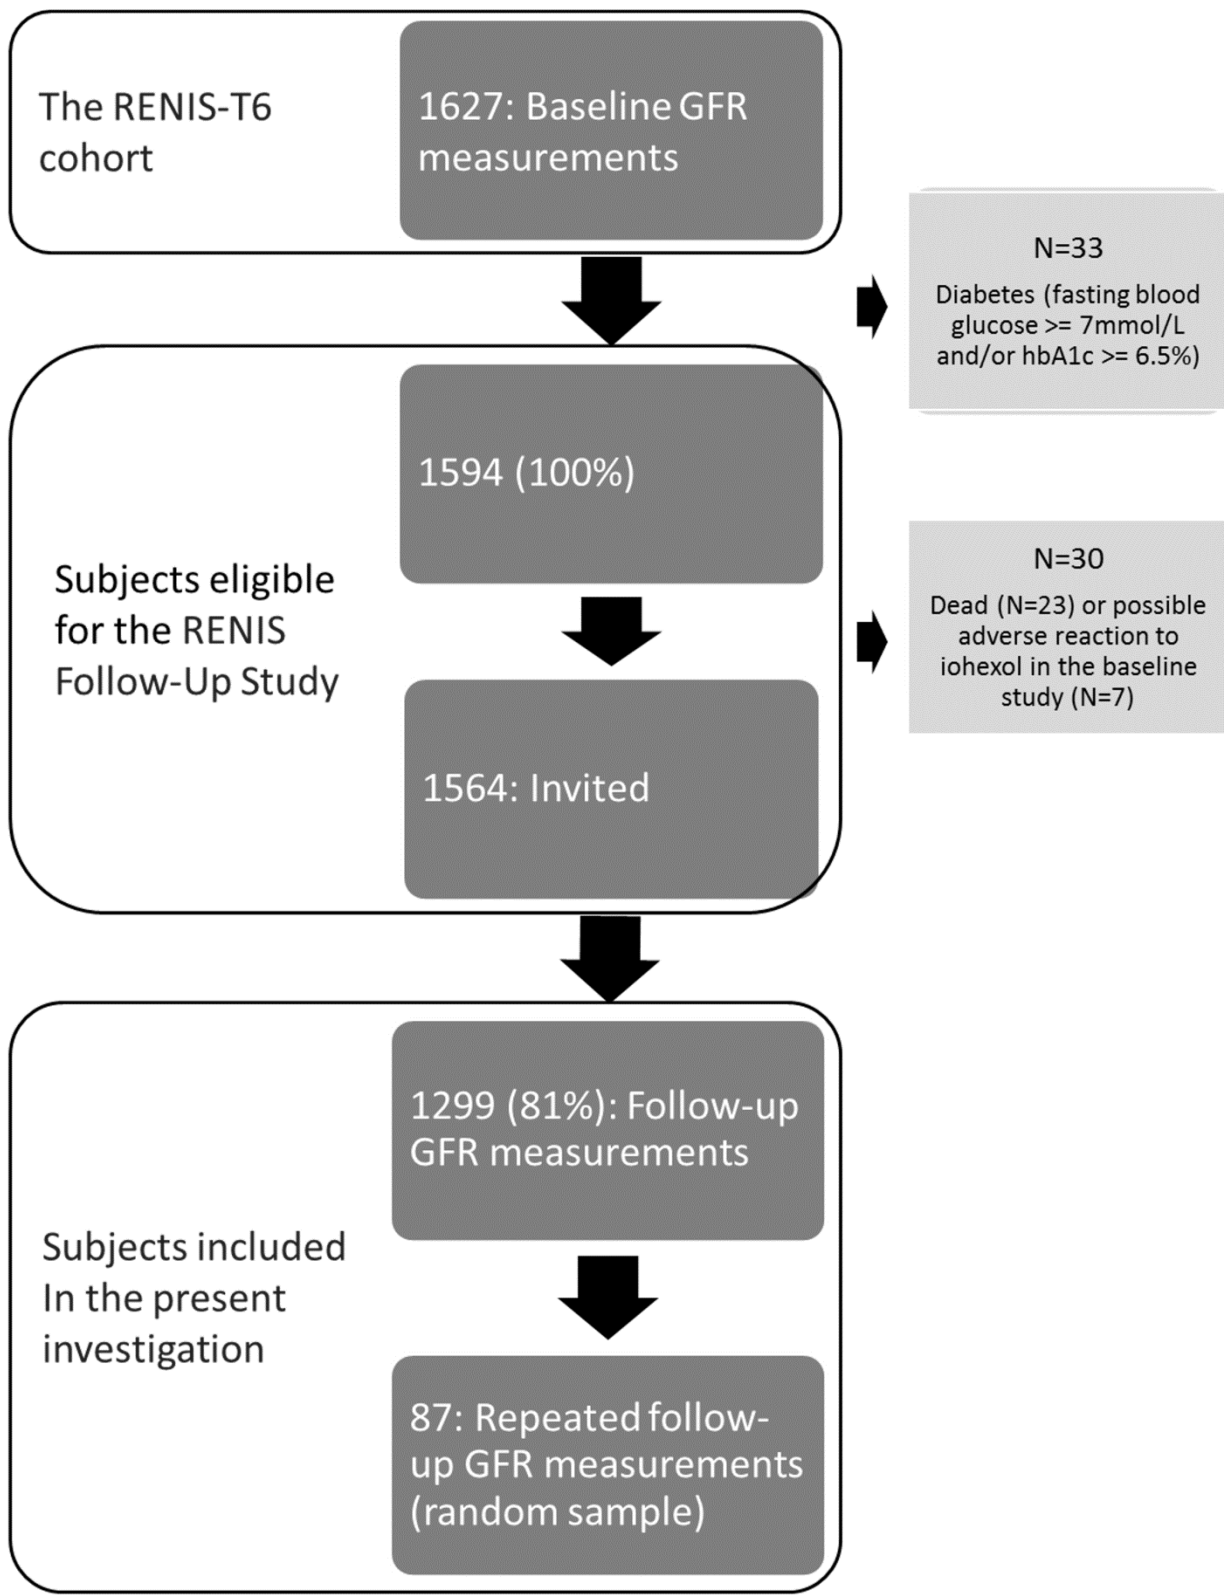 The RENIS-T6
cohort
1627: Baseline GFR
measurements
N=33
Diabetes (fasting blood
glucose >= 7mmol/L
and/or hbA1c >= 6.5%)
Subjects eligible
for the RENIS
Follow-Up Study
1594 (100%)
N=30
Dead (N=23) or possible
adverse reaction to
iohexol in the baseline
study (N=7)
1564: Invited
Subjects included
In the present
investigation
1299 (81%): Follow-up
GFR measurements
87: Repeated follow-
up GFR measurements
(random sample)